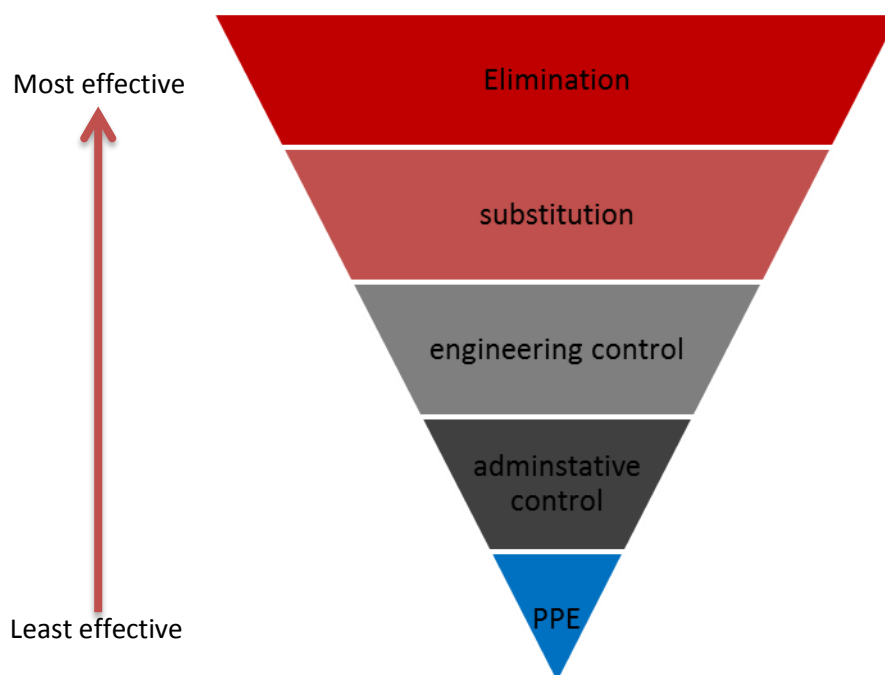 Elimination
Most effective
substitution
engineering control
adminstative
control
PPE
Least effective